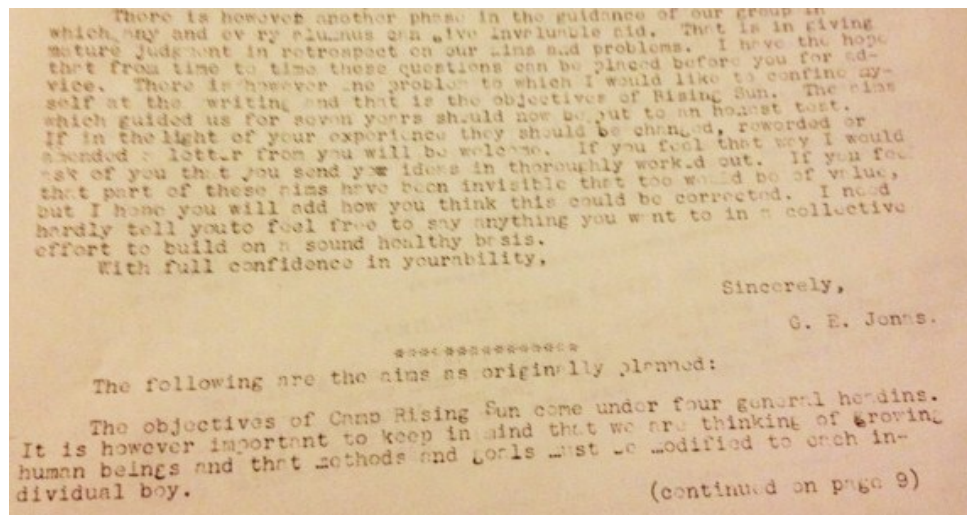 There is however another phase in the guidance of our group in
which any and ev ry alumnus can give invaluable aid. That is in giving
mature judgment in retrospect on our aims and problems. I have the hope
that from time to time these questions can be placed before you for ad-
vice. There is however one problem to which I would like to confine my-
self at the writing and that is the objectives of Rising Sun. The aims
which guided us for seven years should now be put to an honest test.
If in the light of your experience they should be changed, reworded or
amended a letter from you will be welcome. If you feel that way I would
ask of you that you send your ideas in thoroughly worked out. If you fee
that part of these aims have been invisible that too would be of value,
but I hope you will add how you think this could be corrected. I need
hardly tell youto feel free to say anything you want to in a collective
effort to build on a sound healthy basis.
With full confidence in yourability,
Sincerely,
G. E. Jonas.
****************
The following are the aims as originally planned:
The objectives of Camp Rising Sun come under four general headins.
It is however important to keep in mind that we are thinking of growing
human beings and that methods and goals must be modified to each in-
dividual boy.
(continued on page 9)